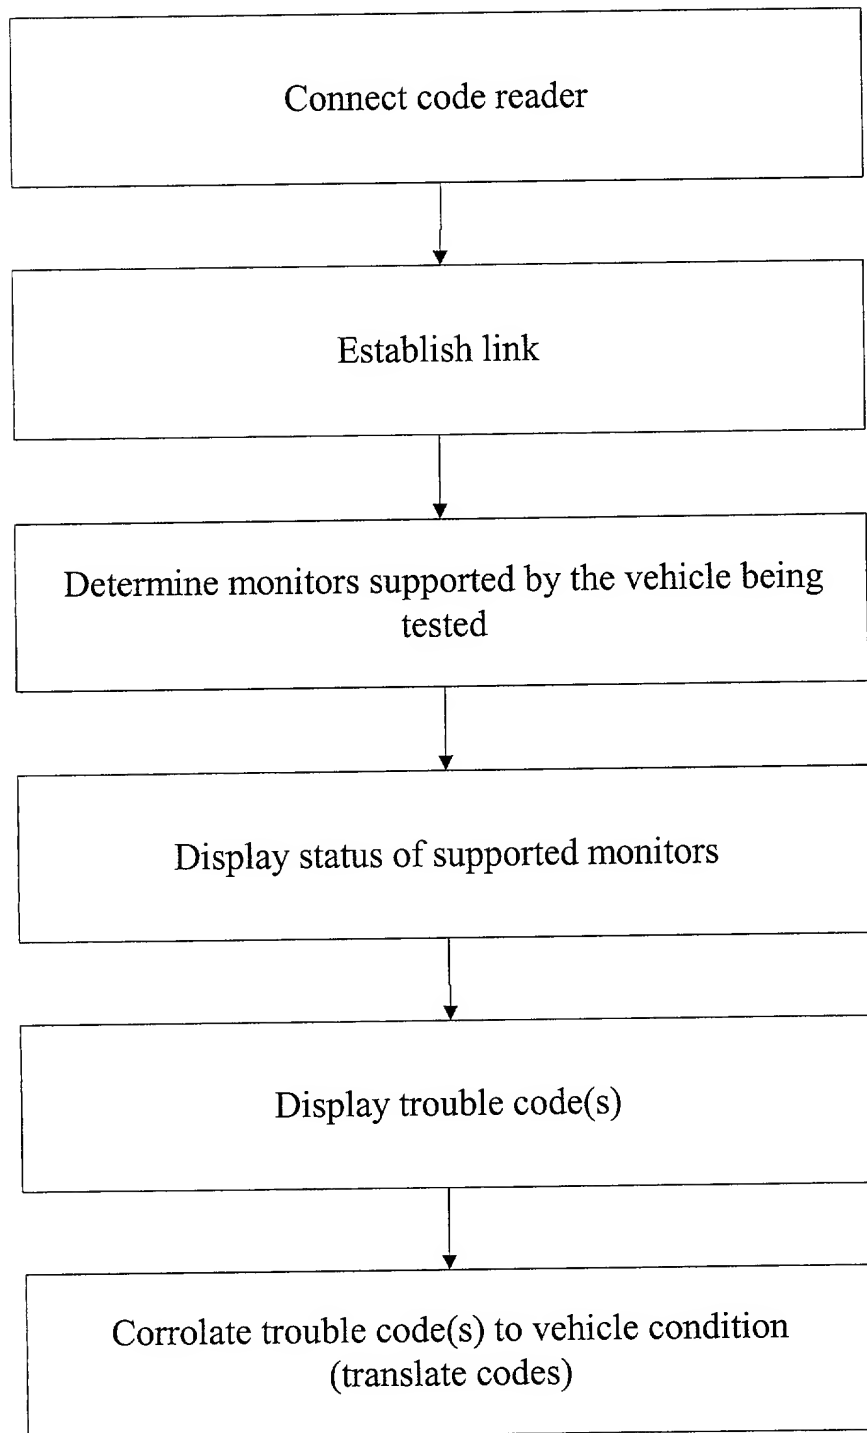 Connect code reader
Establish link
Determine monitors supported by the vehicle being
tested
Display status of supported monitors
Display trouble code(s)
Corrolate trouble code(s) to vehicle condition
(translate codes)